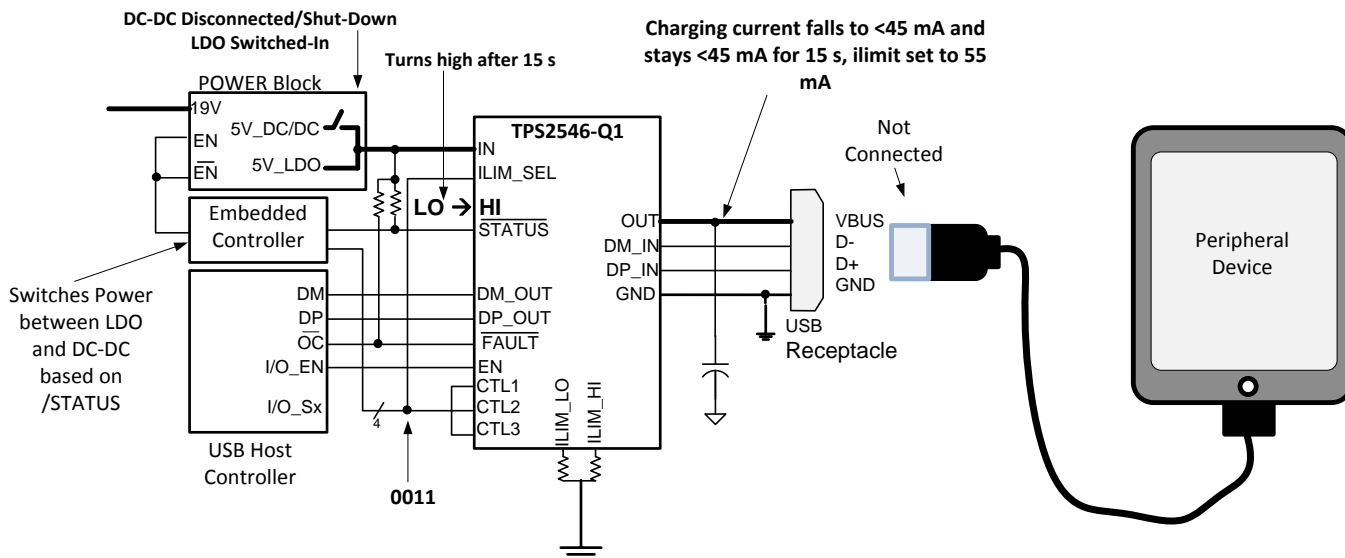 DC-DC Disconnected/Shut-Down
LDO Switched-In
Turns high after 15 s
Charging current falls to <45 mA and
stays <45 mA for 15 s, ilimit set to 55
mA
POWER Block
19V
EN
EN
5V_DC/DC
5V_LDO
Embedded
Controller
Switches Power
between LDO
and DC-DC
based on
/STATUS
DM
DP
OC
I/O_EN
I/O_Sx
USB Host
Controller
LO → HI
4
0011
TPS2546-Q1
IN
ILIM_SEL
STATUS
DM_OUT
DP_OUT
FAULT
EN
CTL1
CTL2
CTL3
ILIM_LO
ILIM_HI
OUT
DM_IN
DP_IN
GND
USB
Receptacle
Not
Connected
VBUS
D-
D+
GND
Peripheral
Device